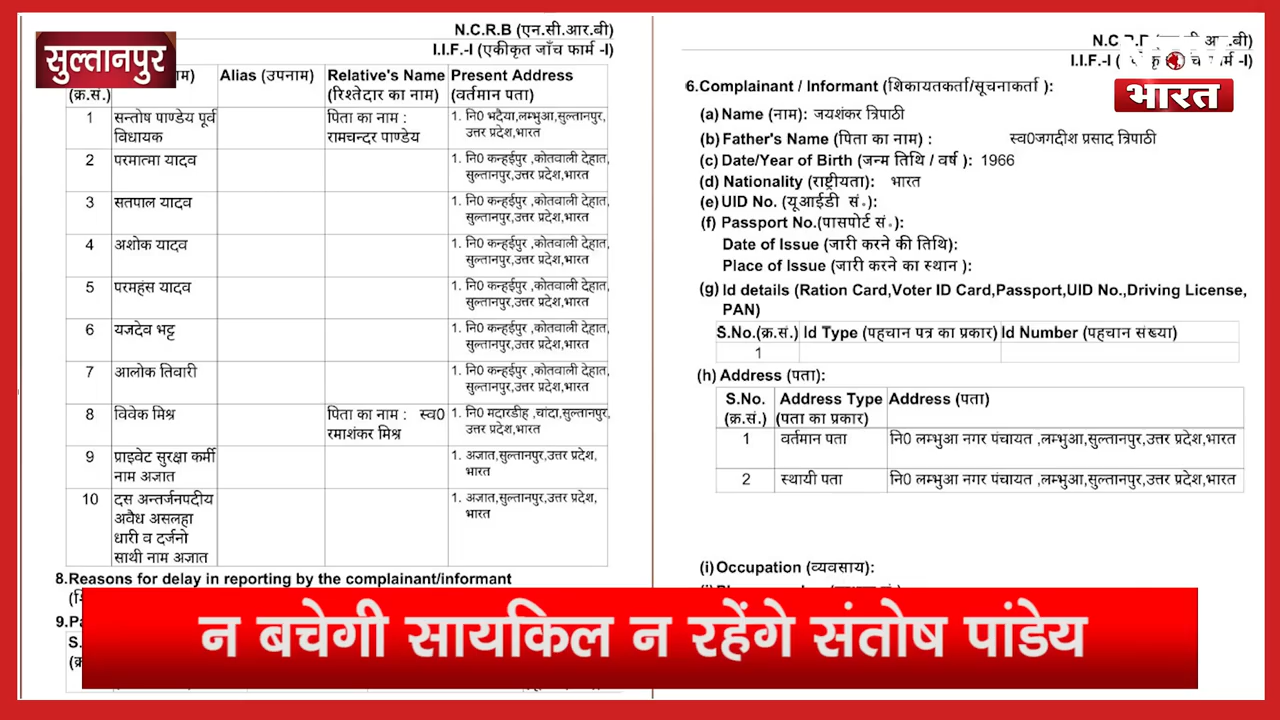 सुल्तानपुर
N.C.R.B (एन.सी.आर.बी)
I.I.F.-I (एकीकृत जाँच फार्म -I)
Alias (उपनाम) Relative's Name Present Address
(क्र.सं.) (रिश्तेदार का नाम) (वर्तमान पता)
1 सन्तोष पाण्डेय पूर्व पिता का नाम : 1. नि0 भदैया,लम्भुआ,सुल्तानपुर,
विधायक रामचन्दर पाण्डेय उत्तर प्रदेश,भारत
2 परमात्मा यादव 1. नि0 कन्हईपुर ,कोतवाली देहात,
सुल्तानपुर,उत्तर प्रदेश,भारत
3 सतपाल यादव 1. नि0 कन्हईपुर ,कोतवाली देहात,
सुल्तानपुर,उत्तर प्रदेश,भारत
4 अशोक यादव 1. नि0 कन्हईपुर ,कोतवाली देहात,
सुल्तानपुर,उत्तर प्रदेश,भारत
5 परमहंस यादव 1. नि0 कन्हईपुर ,कोतवाली देहात,
सुल्तानपुर,उत्तर प्रदेश,भारत
6 यजदेव भट्ट 1. नि0 कन्हईपुर ,कोतवाली देहात,
सुल्तानपुर,उत्तर प्रदेश,भारत
7 आलोक तिवारी 1. नि0 कन्हईपुर ,कोतवाली देहात,
सुल्तानपुर,उत्तर प्रदेश,भारत
8 विवेक मिश्र पिता का नाम : स्व0 1. नि0 मदारडीह ,चांदा,सुल्तानपुर,
रमाशंकर मिश्र उत्तर प्रदेश,भारत
9 प्राइवेट सुरक्षा कर्मी 1. अज्ञात,सुल्तानपुर,उत्तर प्रदेश,
नाम अज्ञात भारत
10 दस अन्तर्जनपदीय 1. अज्ञात,सुल्तानपुर,उत्तर प्रदेश,
अवैध असलहा भारत
धारी व दर्जनो
साथी नाम अज्ञात
8.Reasons for delay in reporting by the complainant/informant
I.I.F.-I
भारत
6.Complainant / Informant (शिकायतकर्ता/सूचनाकर्ता ):
(a) Name (नाम): जयशंकर त्रिपाठी
(b) Father's Name (पिता का नाम) : स्व0जगदीश प्रसाद त्रिपाठी
(c) Date/Year of Birth (जन्म तिथि / वर्ष ): 1966
(d) Nationality (राष्ट्रीयता): भारत
(e) UID No. (यूआईडी सं.):
(f) Passport No.(पासपोर्ट सं.):
Date of Issue (जारी करने की तिथि):
Place of Issue (जारी करने का स्थान ):
(g) Id details (Ration Card,Voter ID Card,Passport,UID No.,Driving License,
PAN)
S.No.(क्र.सं.) Id Type (पहचान पत्र का प्रकार) Id Number (पहचान संख्या)
1
(h) Address (पता):
S.No. Address Type Address (पता)
(क्र.सं.) (पता का प्रकार)
1 वर्तमान पता नि0 लम्भुआ नगर पंचायत ,लम्भुआ,सुल्तानपुर,उत्तर प्रदेश,भारत
2 स्थायी पता नि0 लम्भुआ नगर पंचायत ,लम्भुआ,सुल्तानपुर,उत्तर प्रदेश,भारत
(i) Occupation (व्यवसाय):
न बचेगी सायकिल न रहेंगे संतोष पांडेय